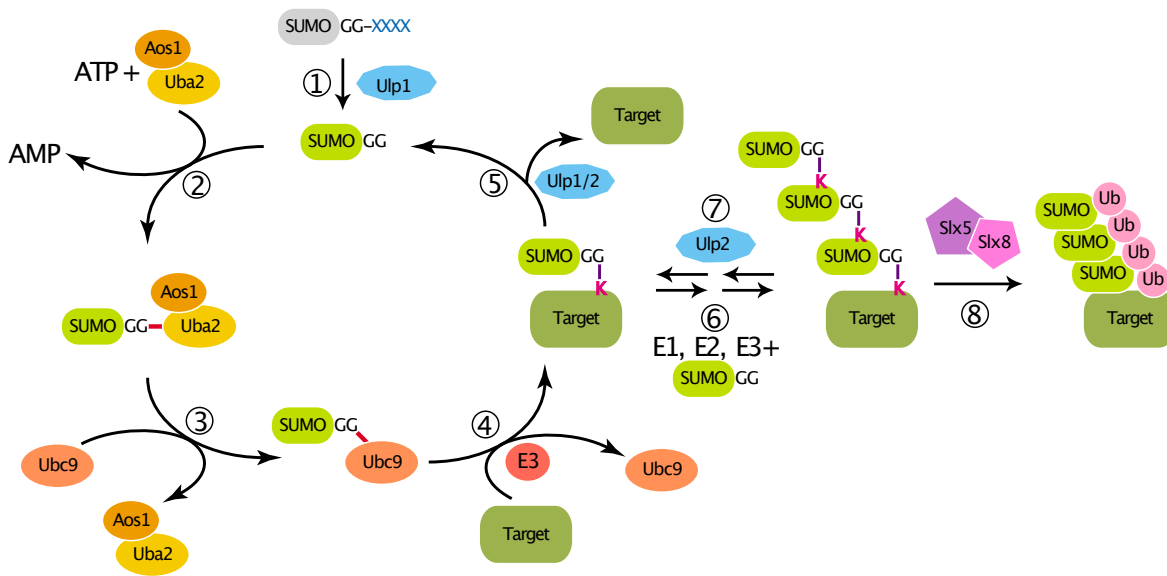 SUMO GG–XXXX
Aos1
ATP +
Uba2
① Ulp1
SUMO GG
AMP
②
Target
⑤ Ulp1/2
SUMO GG
K
Target
⑦
Ulp2
⑥
E1, E2, E3+
SUMO GG
SUMO GG
K
SUMO GG
K
SUMO GG
K
Target
Slx5
Slx8
⑧
SUMO Ub
SUMO Ub
SUMO Ub
Ub
Target
Aos1
SUMO GG Uba2
③
Ubc9
Aos1
Uba2
SUMO GG
Ubc9
④
E3
Ubc9
Target